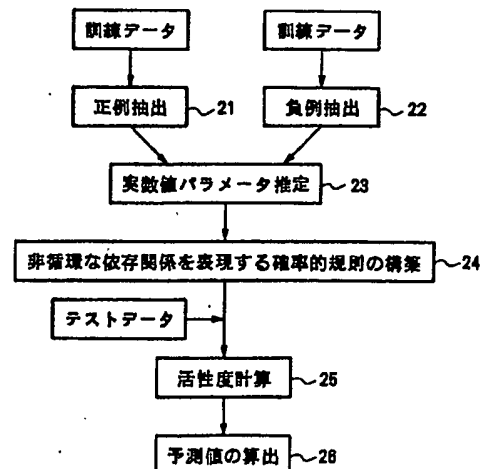 訓練データ
訓練データ
正例抽出 21
負例抽出 22
実数値パラメータ推定 23
非循環な依存関係を表現する確率的規則の構築 24
テストデータ
活性度計算 25
予測値の算出 26